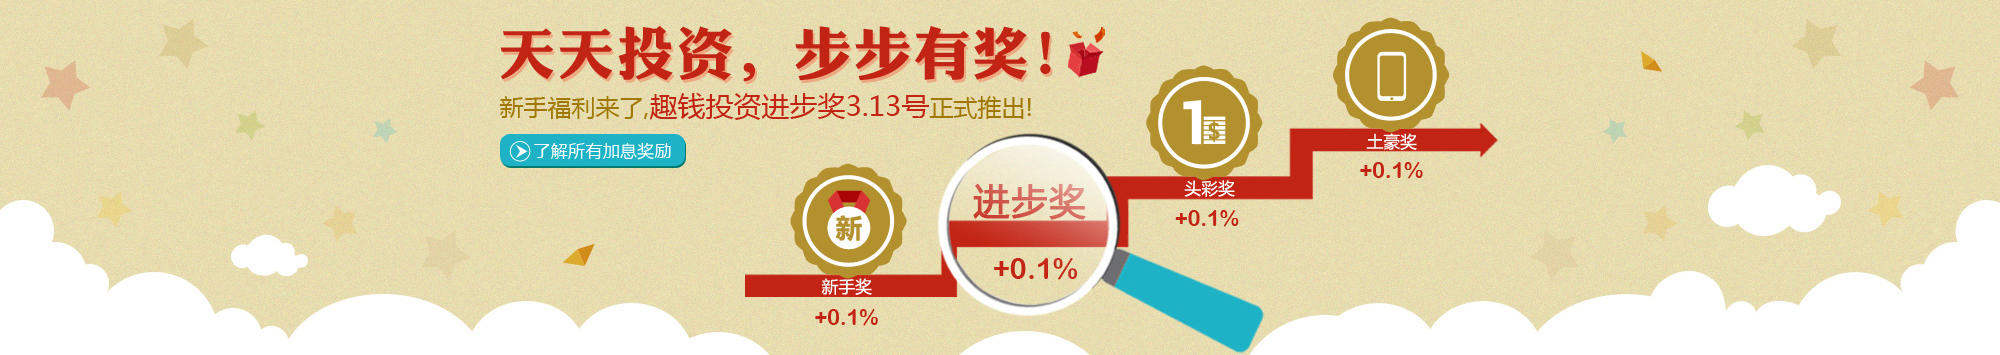 天天投资，步步有奖！
新手福利来了,趣钱投资进步奖3.13号正式推出!
了解所有加息奖励
新
新手奖
+0.1%
进步奖
+0.1%
1
$
头彩奖
+0.1%
土豪奖
+0.1%